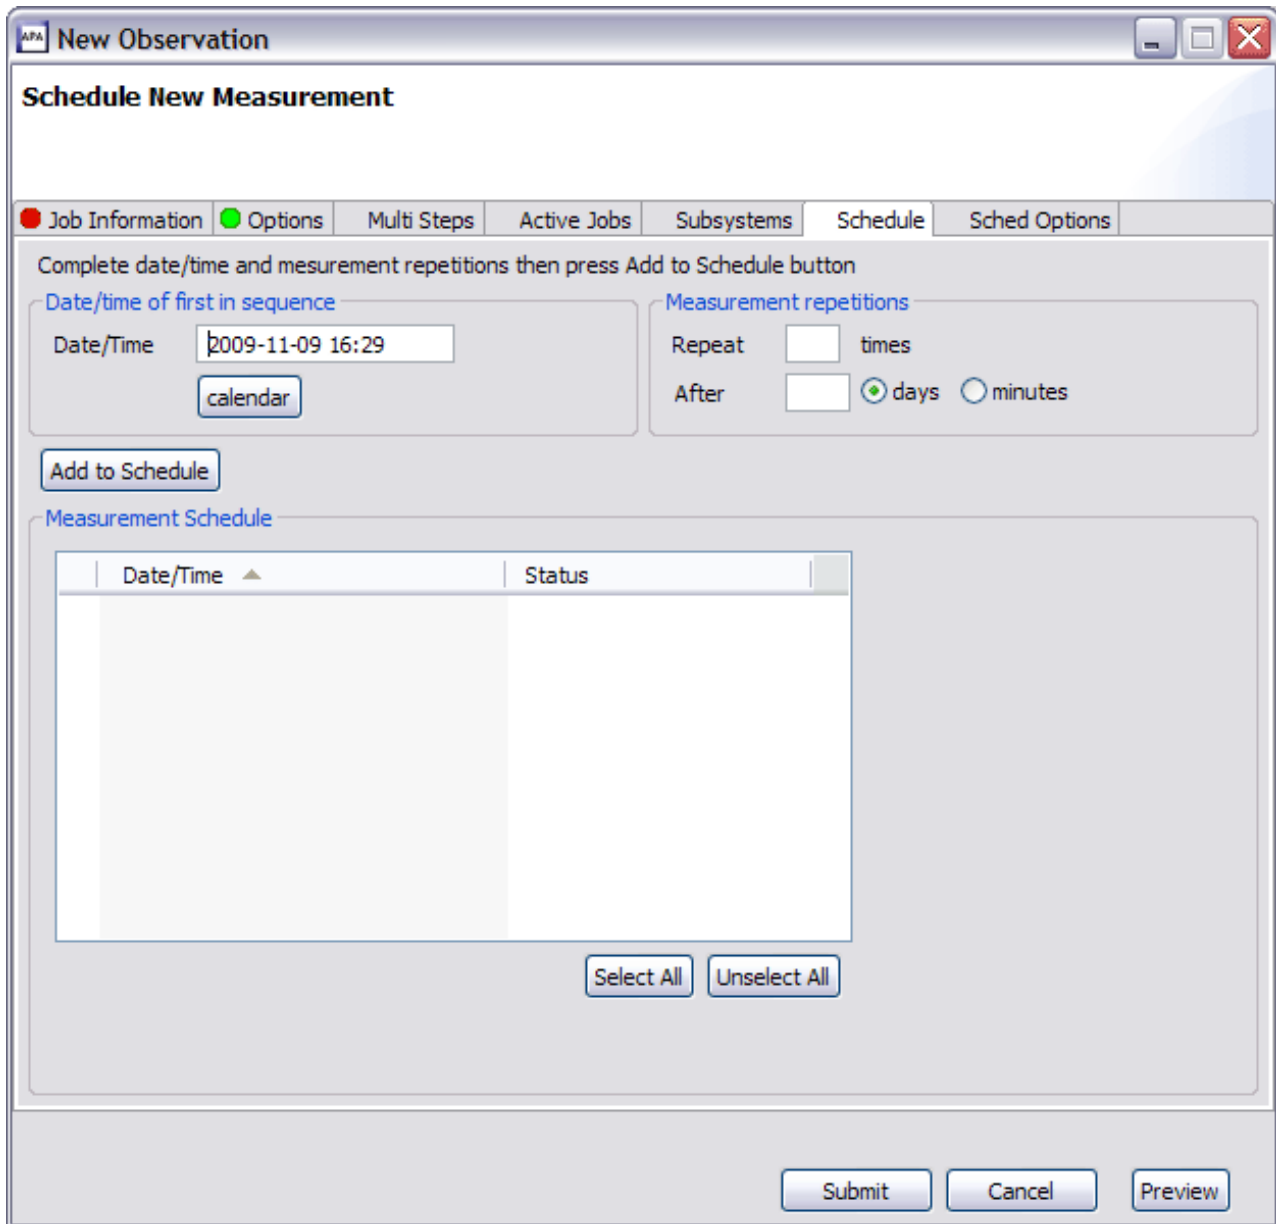 APA New Observation
Schedule New Measurement
Job Information Options Multi Steps Active Jobs Subsystems Schedule Sched Options
Complete date/time and mesurement repetitions then press Add to Schedule button
Date/time of first in sequence
Date/Time 2009-11-09 16:29
calendar
Measurement repetitions
Repeat times
After days minutes
Add to Schedule
Measurement Schedule
Date/Time Status
Select All Unselect All
Submit Cancel Preview